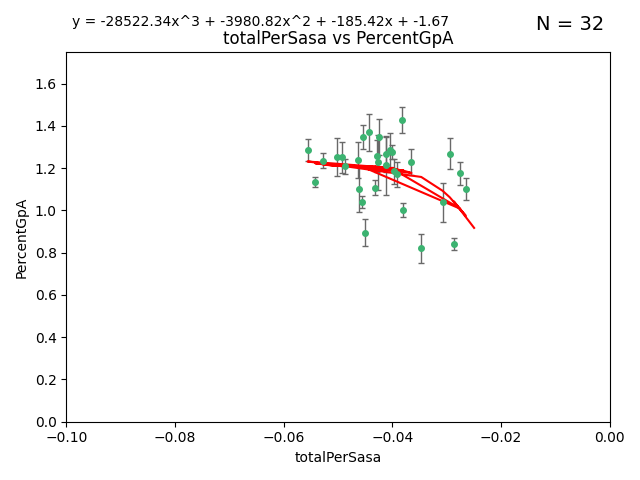 y = -28522.34x^3 + -3980.82x^2 + -185.42x + -1.67
N = 32
totalPerSasa vs PercentGpA
PercentGpA
1.6
1.4
1.2
1.0
0.8
0.6
0.4
0.2
0.0
−0.10 −0.08 −0.06 −0.04 −0.02 0.00
totalPerSasa